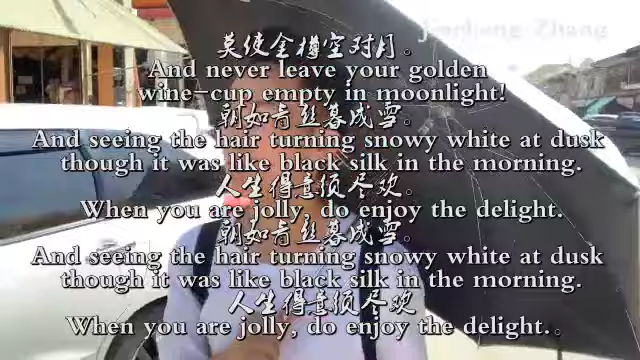 Jincheng Zhang
莫使金樽空对月。
And never leave your golden
wine-cup empty in moonlight!
朝如青丝暮成雪。
And seeing the hair turning snowy white at dusk
though it was like black silk in the morning.
人生得意须尽欢。
When you are jolly, do enjoy the delight.
朝如青丝暮成雪。
And seeing the hair turning snowy white at dusk
though it was like black silk in the morning.
人生得意须尽欢
When you are jolly, do enjoy the delight.。